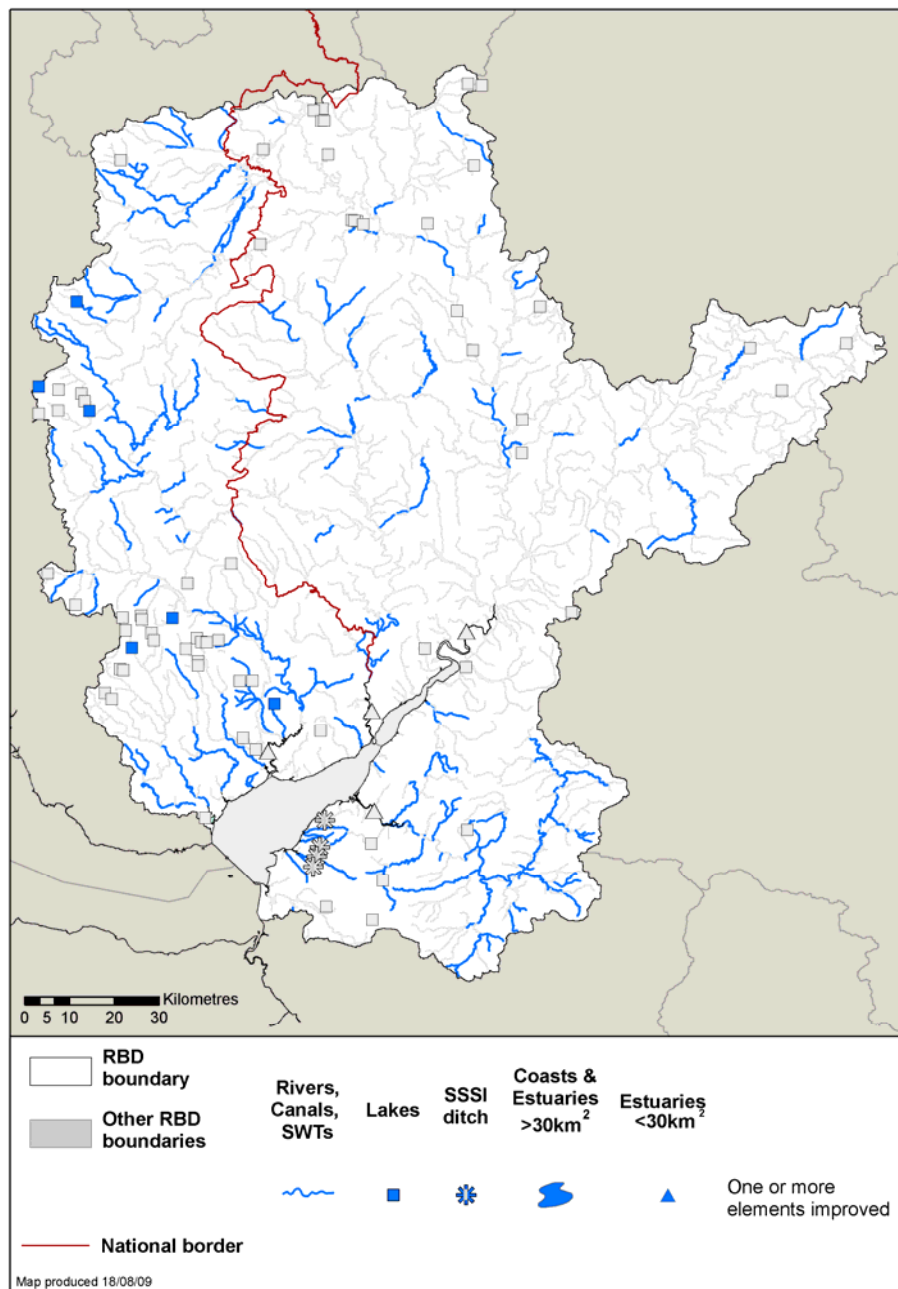 Kilometres
0 5 10 20 30
RBD
boundary
Other RBD
boundaries
Rivers,
Canals,
SWTs
Lakes
SSSI
ditch
Coasts &
Estuaries
>30km²
Estuaries
<30km²
One or more
elements improved
National border
Map produced 18/08/09